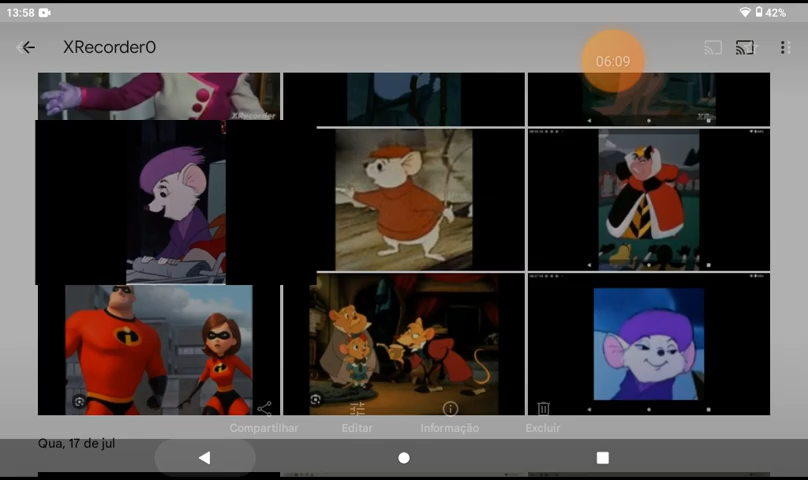 13:58
42%
XRecorder0
06:09
XRecorder
Compartilhar
Editar
Informação
Excluir
Qua, 17 de jul